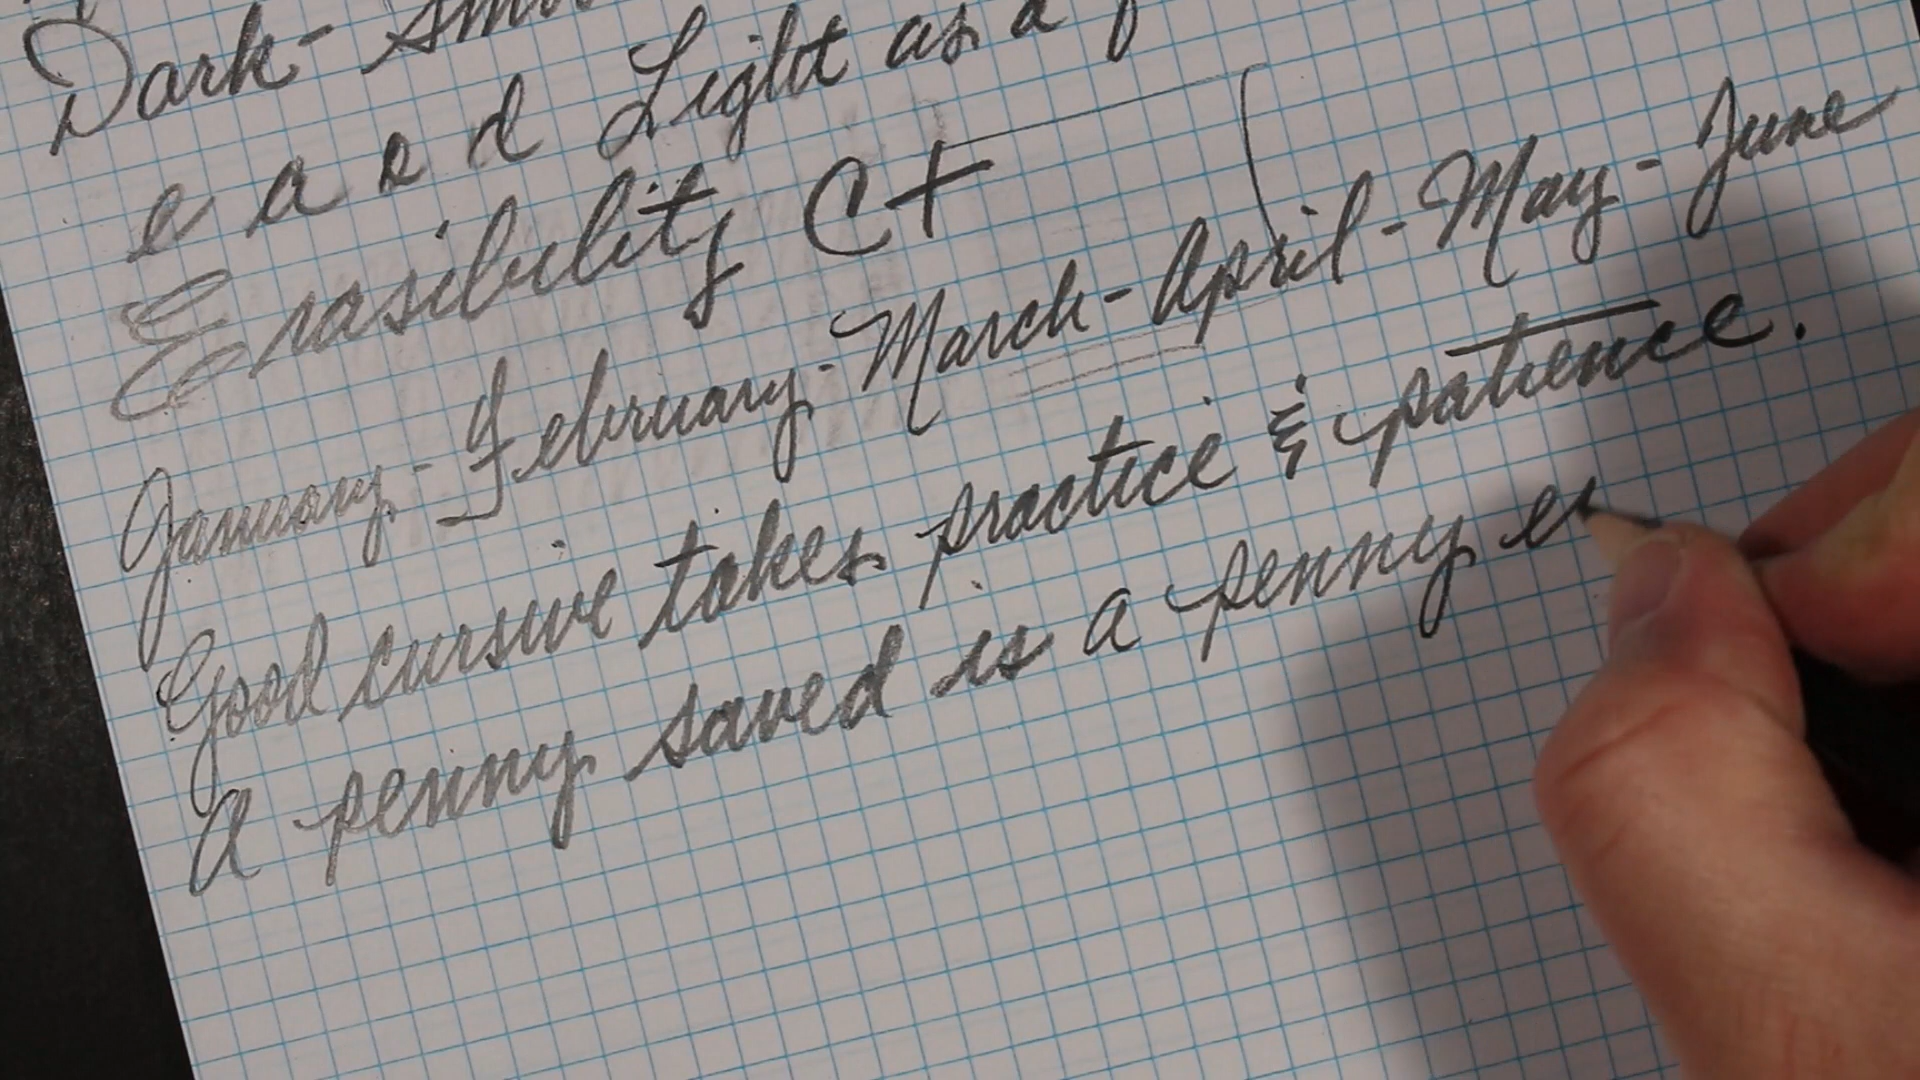 Dark - Smoo
e a e d Light as a f
Erasibility C+
January - February - March - April - May - June
Good cursive takes practice & patience.
A penny saved is a penny e